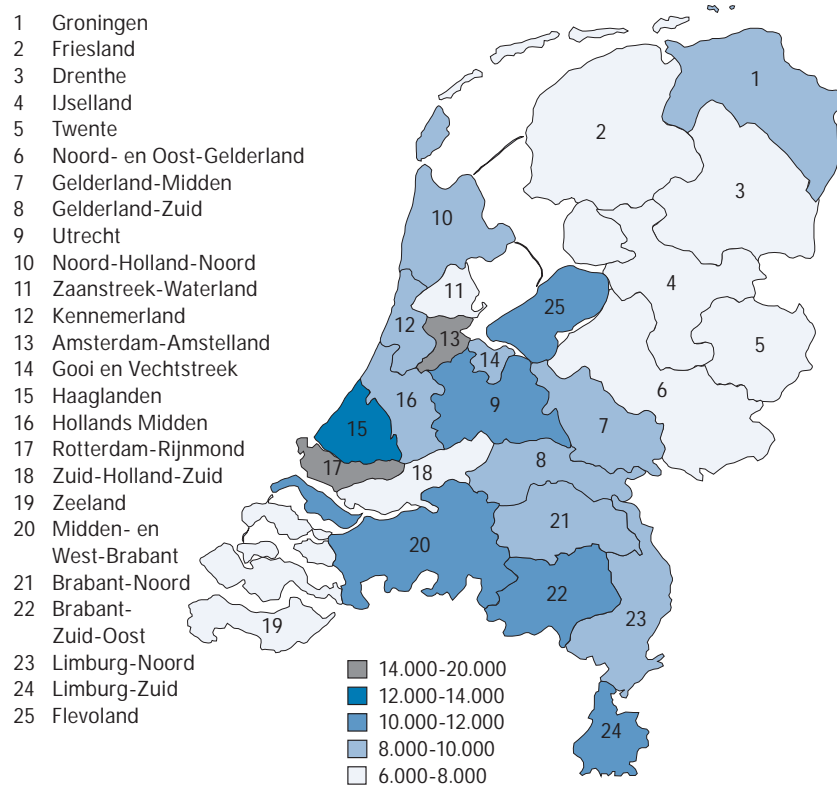 1 Groningen
2 Friesland
3 Drenthe
4 IJselland
5 Twente
6 Noord- en Oost-Gelderland
7 Gelderland-Midden
8 Gelderland-Zuid
9 Utrecht
10 Noord-Holland-Noord
11 Zaanstreek-Waterland
12 Kennemerland
13 Amsterdam-Amstelland
14 Gooi en Vechtstreek
15 Haaglanden
16 Hollands Midden
17 Rotterdam-Rijnmond
18 Zuid-Holland-Zuid
19 Zeeland
20 Midden- en
West-Brabant
21 Brabant-Noord
22 Brabant-
Zuid-Oost
23 Limburg-Noord
24 Limburg-Zuid
25 Flevoland
1
2
3
10
4
11
25
12
13
5
14
6
16
9
15
7
17
18
8
21
20
22
23
19
24
14.000-20.000
12.000-14.000
10.000-12.000
8.000-10.000
6.000-8.000